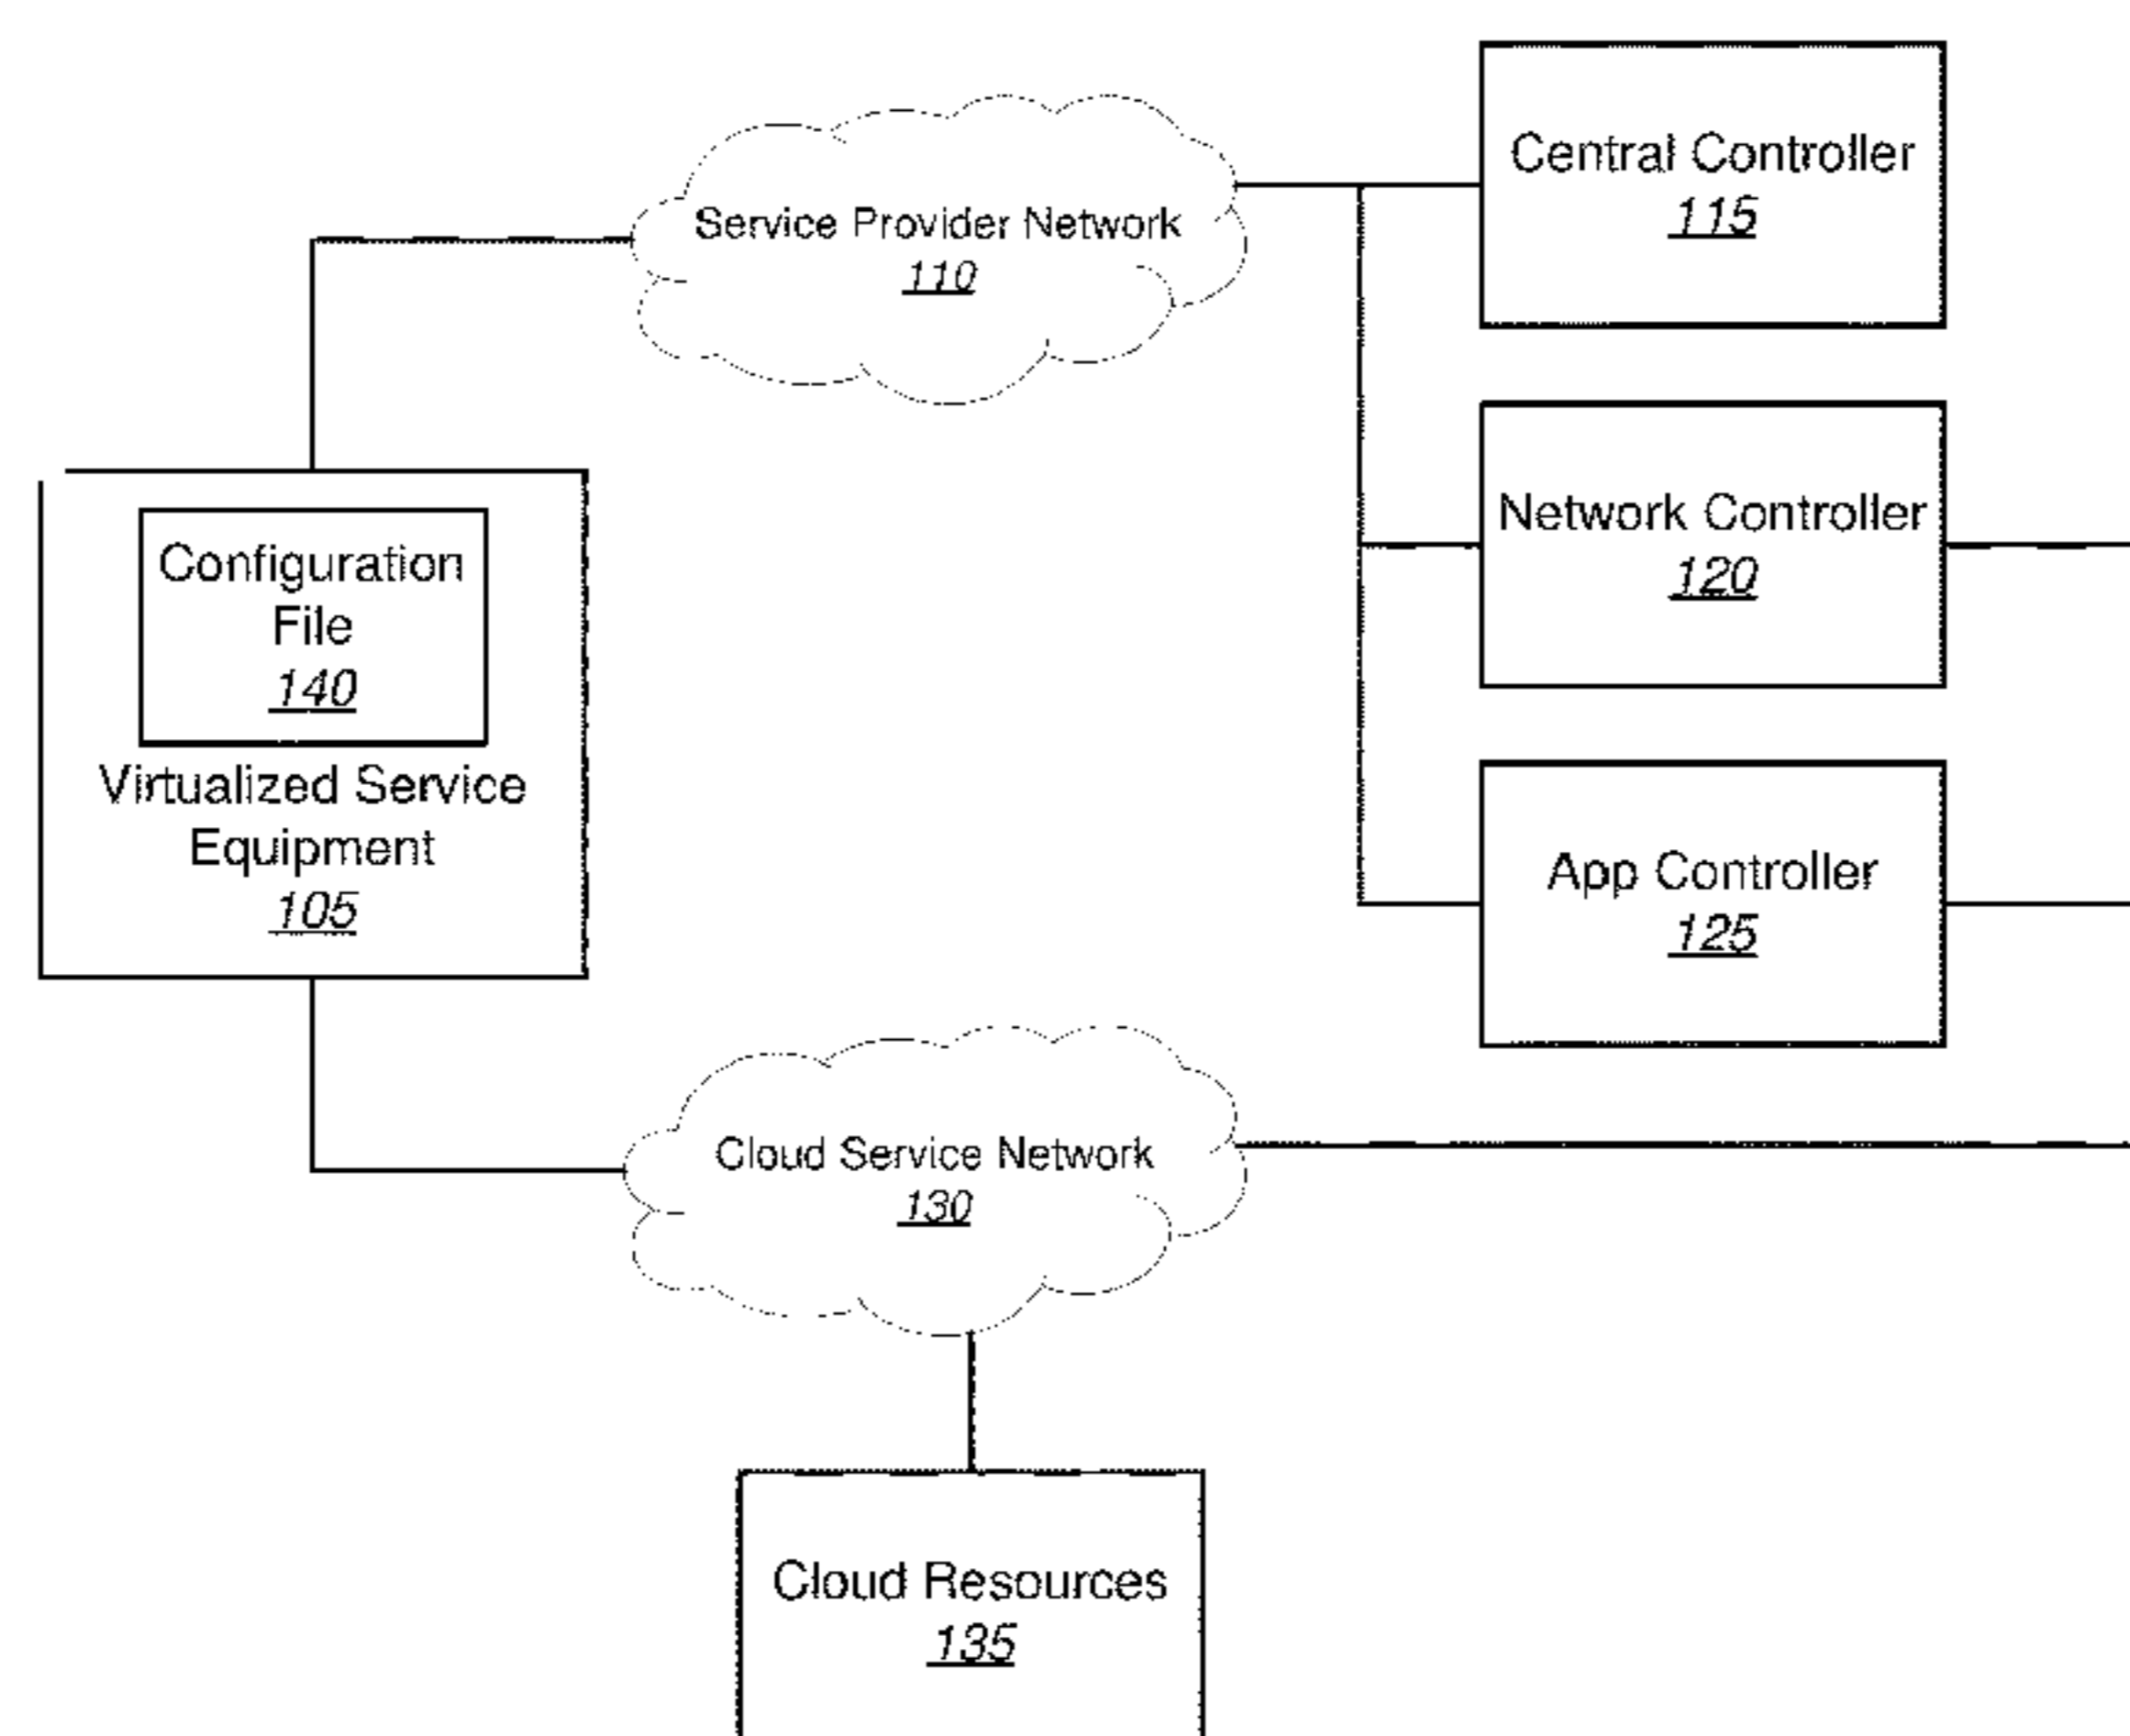 Central Controller
115
Service Provider Network
110
Network Controller
120
Configuration
File
140
Virtualized Service
Equipment
105
App Controller
125
Cloud Service Network
130
Cloud Resources
135